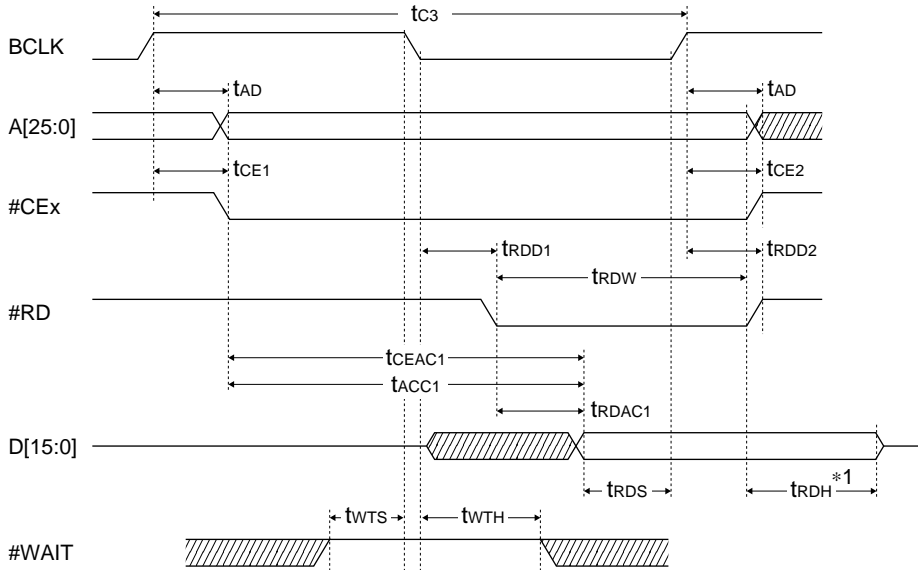 tC3
BCLK
tAD tAD
A[25:0]
tCE1 tCE2
#CEx
tRDD1 tRDD2
tRDW
#RD
tCEAC1
tACC1
tRDAC1
D[15:0]
tRDS tRDH*1
tWTS tWTH
#WAIT